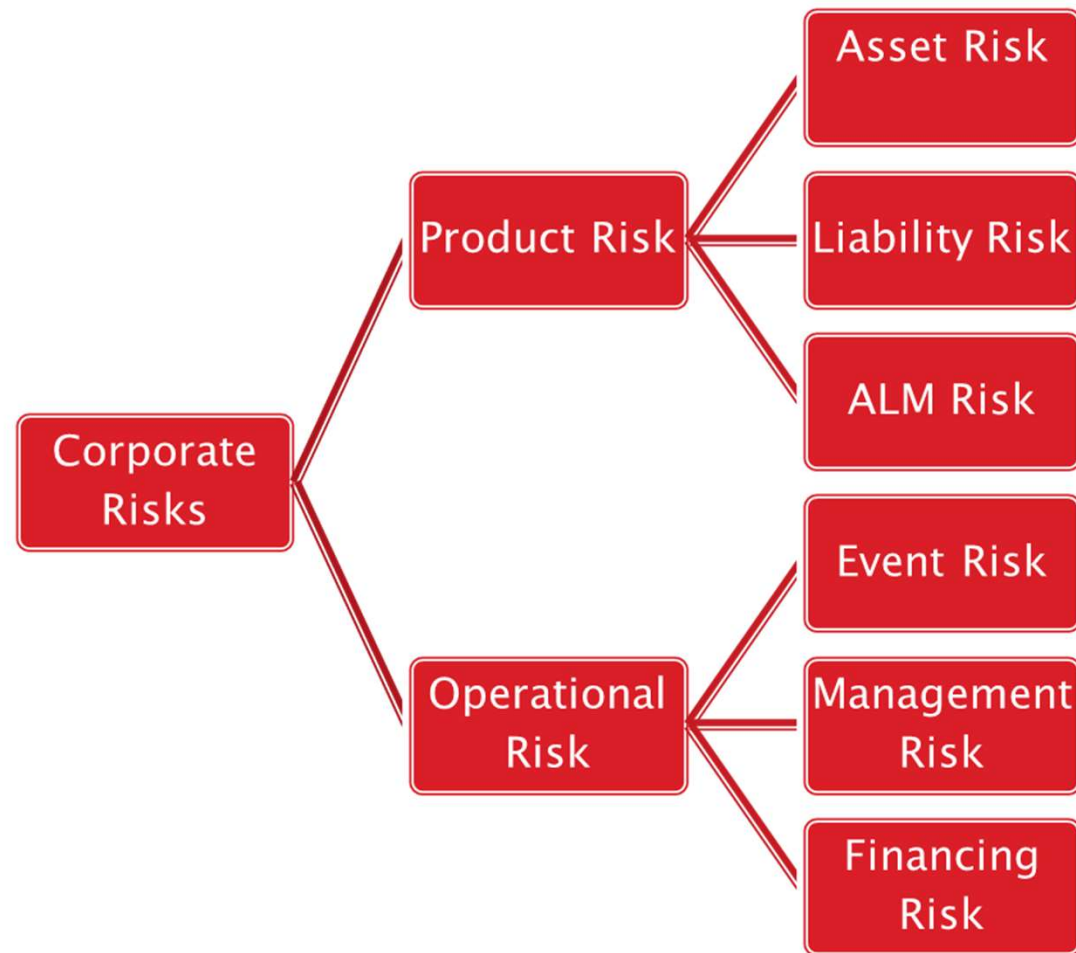 Corporate
Risks
Product Risk
Asset Risk
Liability Risk
ALM Risk
Operational
Risk
Event Risk
Management
Risk
Financing
Risk